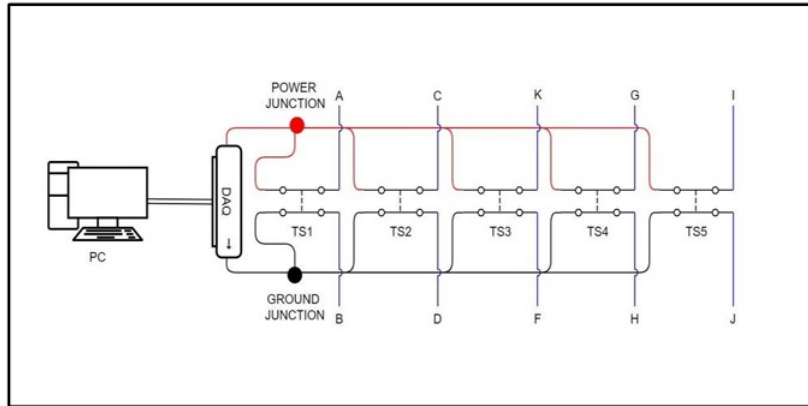 POWER
JUNCTION
A
C
K
G
I
DAQ
→
TS1
TS2
TS3
TS4
TS5
PC
GROUND
JUNCTION
B
D
F
H
J